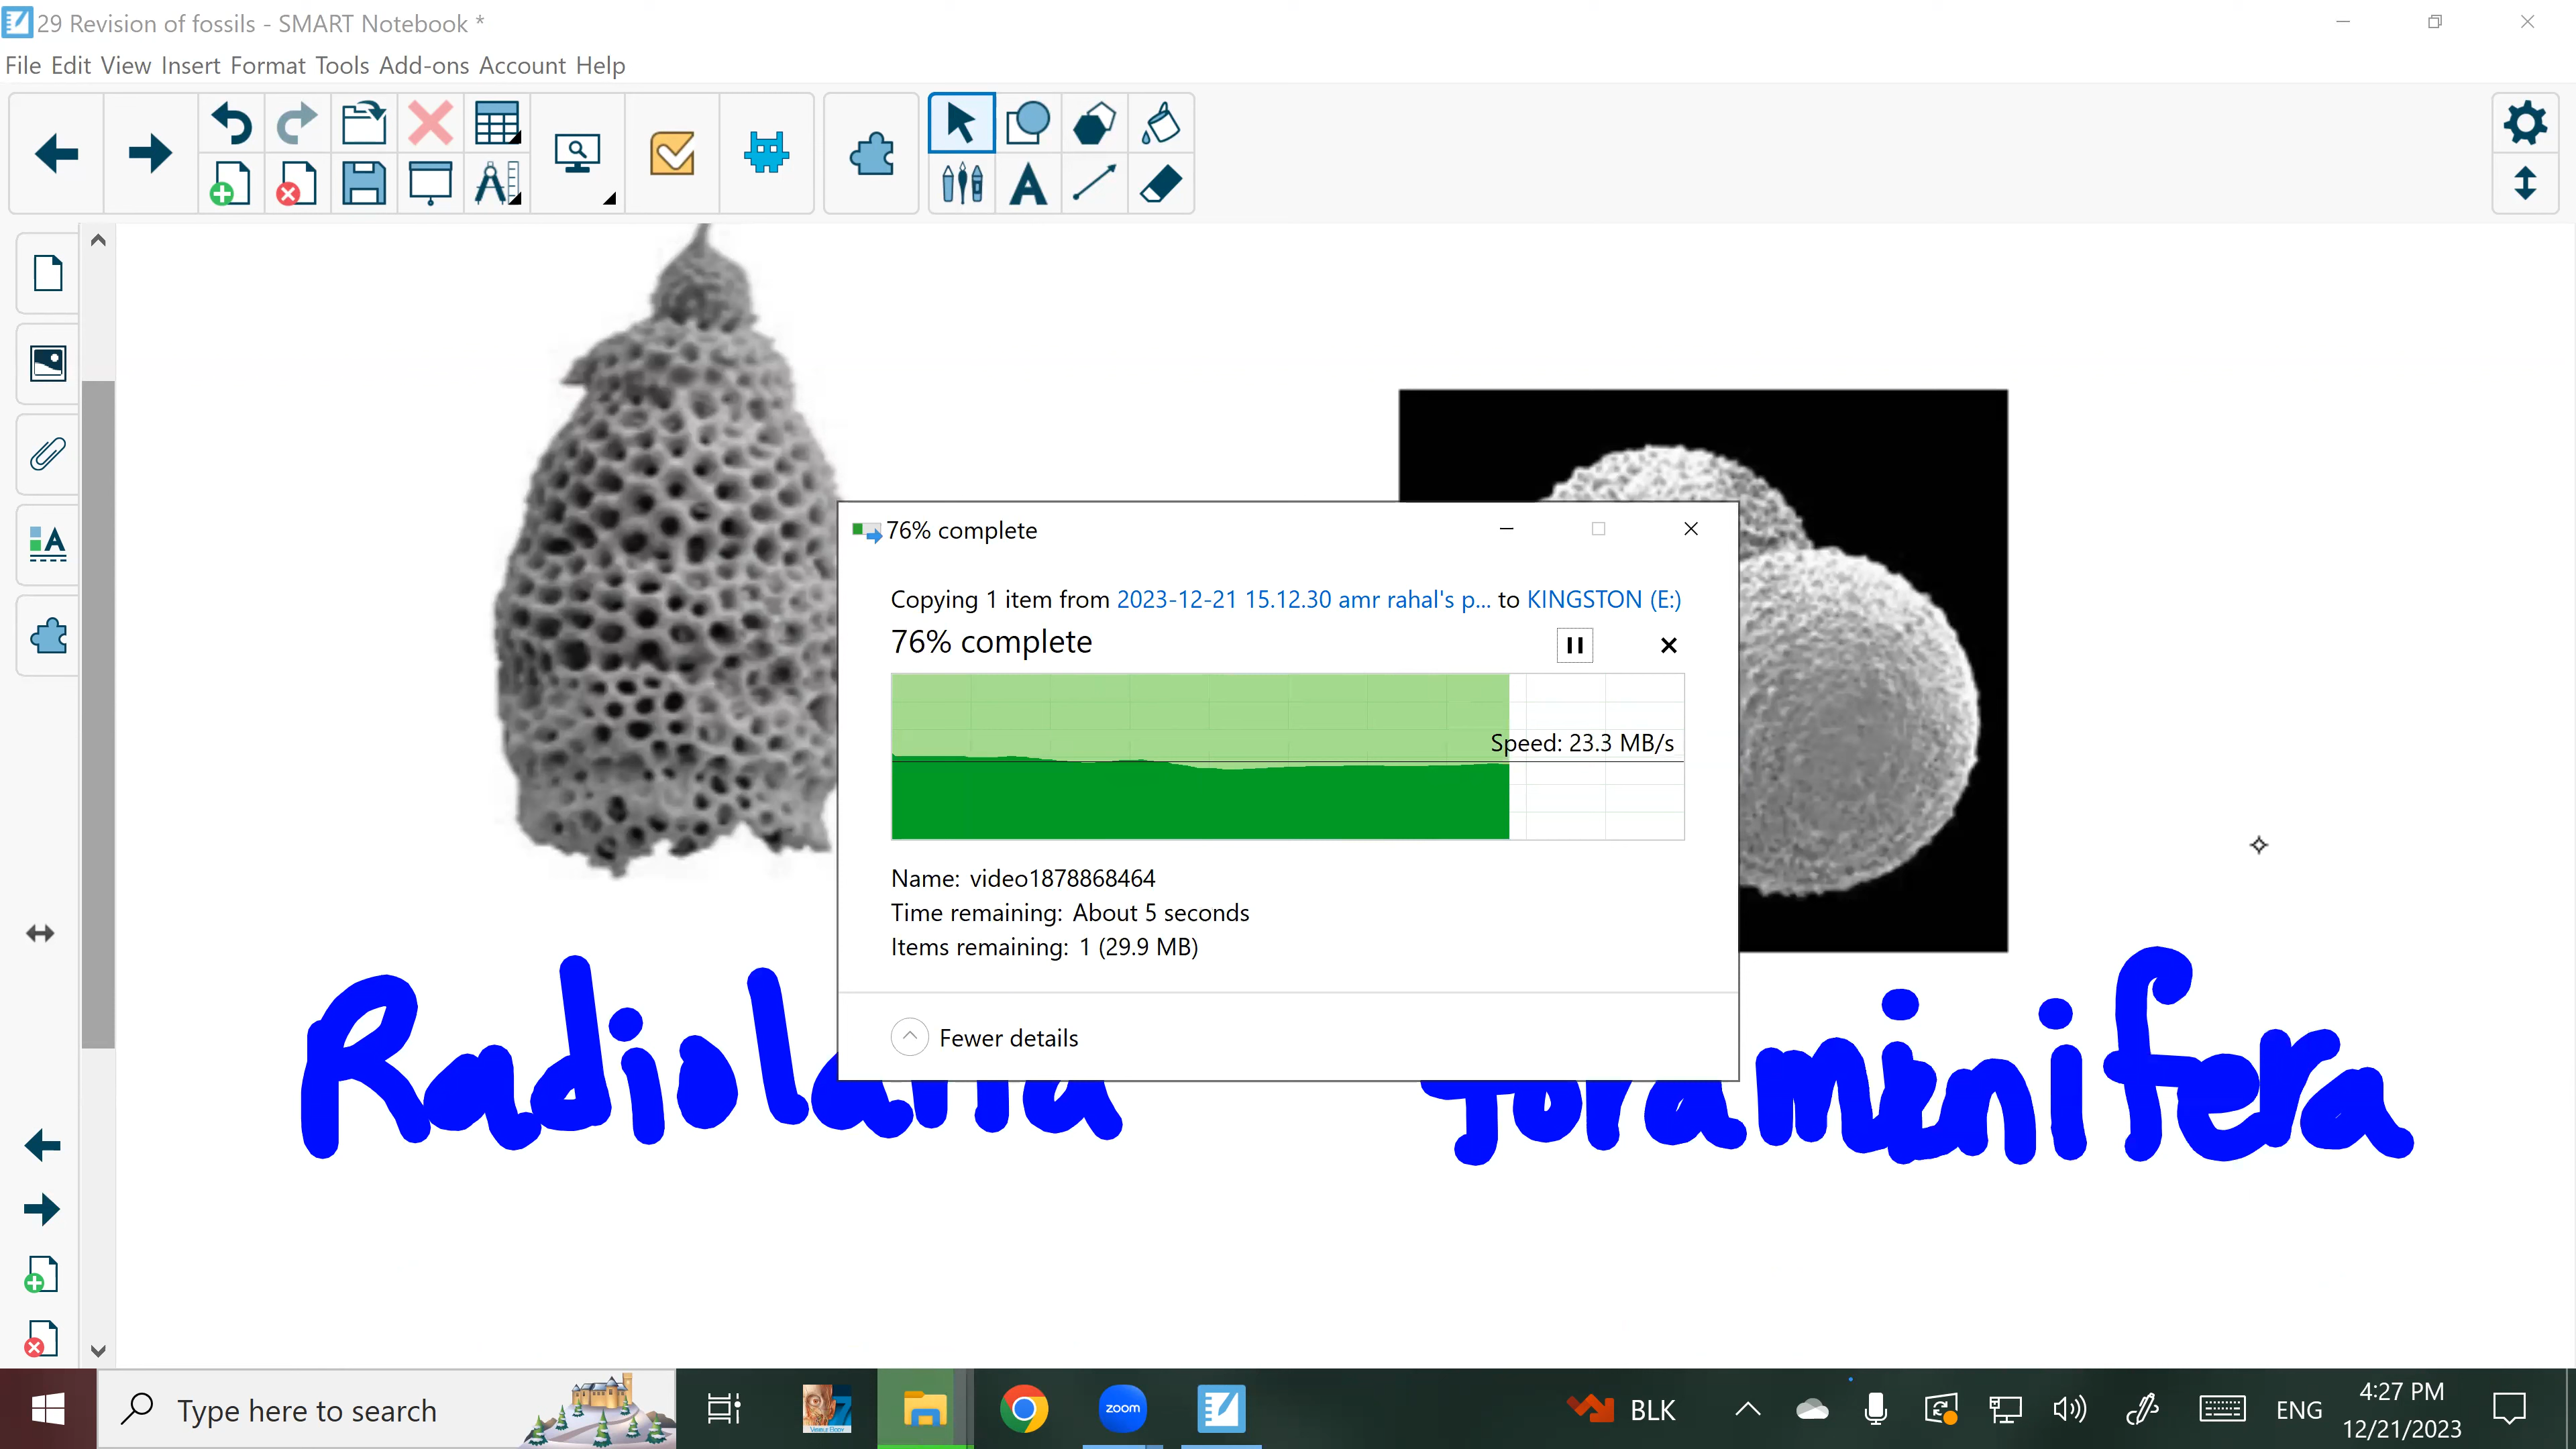 29 Revision of fossils - SMART Notebook *
File Edit View Insert Format Tools Add-ons Account Help
76% complete
Copying 1 item from 2023-12-21 15.12.30 amr rahal's p... to KINGSTON (E:)
76% complete
Speed: 23.3 MB/s
Name: video1878868464
Time remaining: About 5 seconds
Items remaining: 1 (29.9 MB)
Fewer details
Radiolaria foraminifera
Type here to search
zoom
BLK
ENG
4:27 PM
12/21/2023